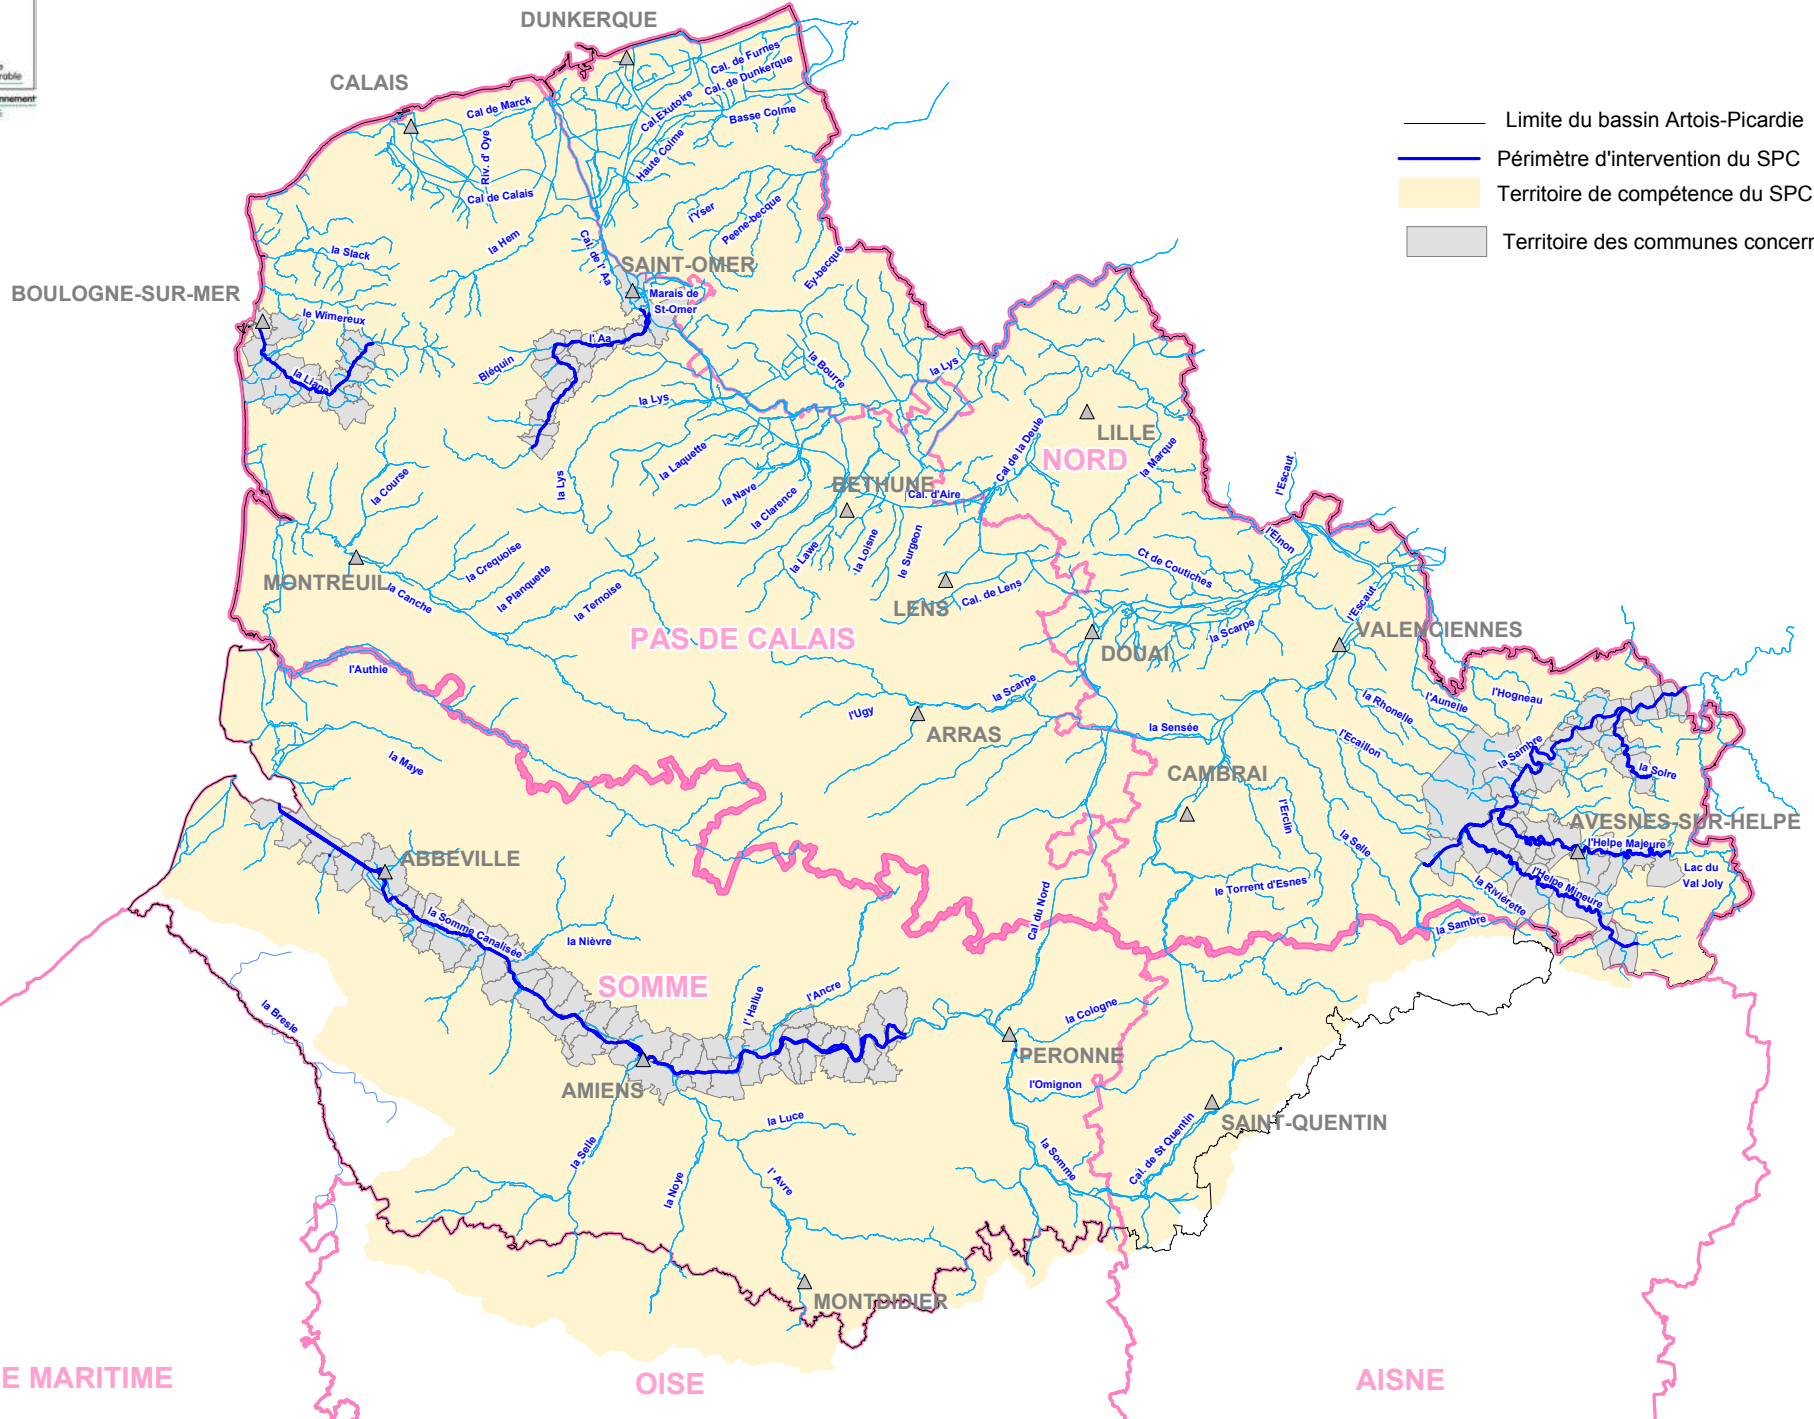 DUNKERQUE
CALAIS
Cal. de Furnes
Cal. de Dunkerque
Cal Exutoire
Basse Colme
Haute Colme
Cal de Marck
Riv. d' Oye
Cal de Calais
nnement
Limite du bassin Artois-Picardie
Périmètre d'intervention du SPC
Territoire de compétence du SPC
Territoire des communes concerr
l'Yser
Peene-becque
Ey-becque
la Hem
Cal. de l' Aa
la Slack
SAINT-OMER
Marais de
St-Omer
BOULOGNE-SUR-MER
le Wimereux
la Liane
l' Aa
Bléquin
la Bourre
la Lys
la Lys
la Lys
LILLE
NORD
Cal de la Deule
la Marque
la Laquette
la Nave
la Clarence
BETHUNE
Cal. d'Aire
la Course
l'Escaut
l'Elnon
la Lawe
la Loisne
le Surgeon
LENS
Cal. de Lens
Ct de Coutiches
MONTREUIL
la Canche
la Crequoise
la Planquette
la Ternoise
PAS DE CALAIS
DOUAI
la Scarpe
l'Escaut
VALENCIENNES
l'Authie
l'Ugy
la Scarpe
ARRAS
la Sensée
la Rhonelle
l'Aunelle
l'Hogneau
l'Ecaillon
la Sambre
la Solre
la Maye
CAMBRAI
l'Erclin
la Selle
AVESNES-SUR-HELPE
l'Helpe Majeure
Lac du
Val Joly
l'Helpe Mineure
la Riviérette
la Sambre
le Torrent d'Esnes
ABBEVILLE
la Somme Canalisée
la Nièvre
Cal. du Nord
SOMME
l' Hallue
l'Ancre
la Cologne
la Bresle
PERONNE
AMIENS
l'Omignon
SAINT-QUENTIN
Cal. de St Quentin
la Luce
la Selle
la Noye
l' Avre
la Somme
MONTDIDIER
E MARITIME
OISE
AISNE